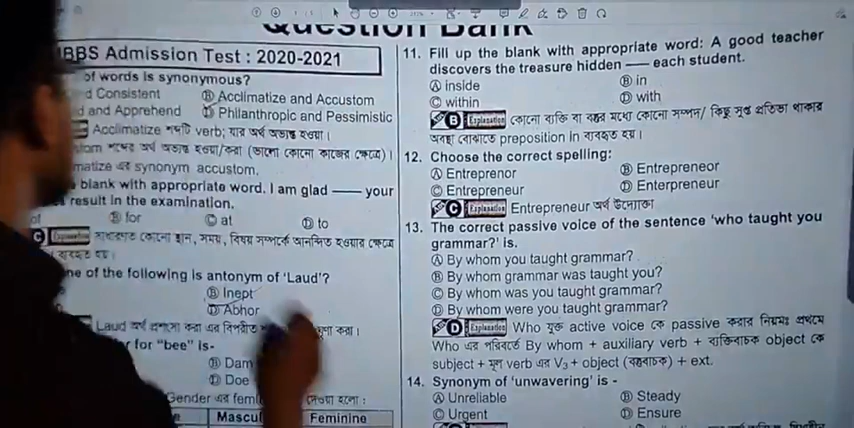 Question Bank
MBBS Admission Test : 2020-2021
of words is synonymous?
d Consistent
Ⓑ Acclimatize and Accustom
d and Apprehend
Ⓓ Philanthropic and Pessimistic
Acclimatize শব্দটি verb; যার অর্থ অভ্যস্ত হওয়া।
stom শব্দের অর্থ অভ্যস্ত হওয়া/করা (ভালো কোনো কাজের ক্ষেত্রে)।
matize এর synonym accustom.
blank with appropriate word. I am glad —— your
result in the examination.
of
Ⓑ for
Ⓒ at
Ⓓ to
C Explanation সাধারণত কোনো স্থান, সময়, বিষয় সম্পর্কে আনন্দিত হওয়ার ক্ষেত্রে
ব্যবহৃত হয়।
ne of the following is antonym of 'Laud'?
Ⓑ Inept
Ⓓ Abhor
Laud অর্থ প্রশংসা করা এর বিপরীত ঘৃণা করা।
r for "bee" is-
Ⓑ Dam
Ⓓ Doe
Gender এর দেওয়া হলো :
Feminine
11. Fill up the blank with appropriate word: A good teacher
discovers the treasure hidden —— each student.
Ⓐ inside
Ⓑ in
Ⓒ within
Ⓓ with
B Explanation কোনো ব্যক্তি বা বস্তুর মধ্যে কোনো সম্পদ/ কিছু সুপ্ত প্রতিভা থাকার
অবস্থা বোঝাতে preposition in ব্যবহৃত হয়।
12. Choose the correct spelling:
Ⓐ Entreprenor
Ⓑ Entrepreneor
Ⓒ Entrepreneur
Ⓓ Enterpreneur
C Explanation Entrepreneur অর্থ উদ্যোক্তা
13. The correct passive voice of the sentence 'who taught you
grammar?' is.
Ⓐ By whom you taught grammar?
Ⓑ By whom grammar was taught you?
Ⓒ By whom was you taught grammar?
Ⓓ By whom were you taught grammar?
D Explanation Who যুক্ত active voice কে passive করার নিয়মঃ প্রথমে
Who এর পরিবর্তে By whom + auxiliary verb + ব্যক্তিবাচক object কে
subject + মূল verb এর V₃ + object (বস্তুবাচক) + ext.
14. Synonym of 'unwavering' is -
Ⓐ Unreliable
Ⓑ Steady
Ⓒ Urgent
Ⓓ Ensure